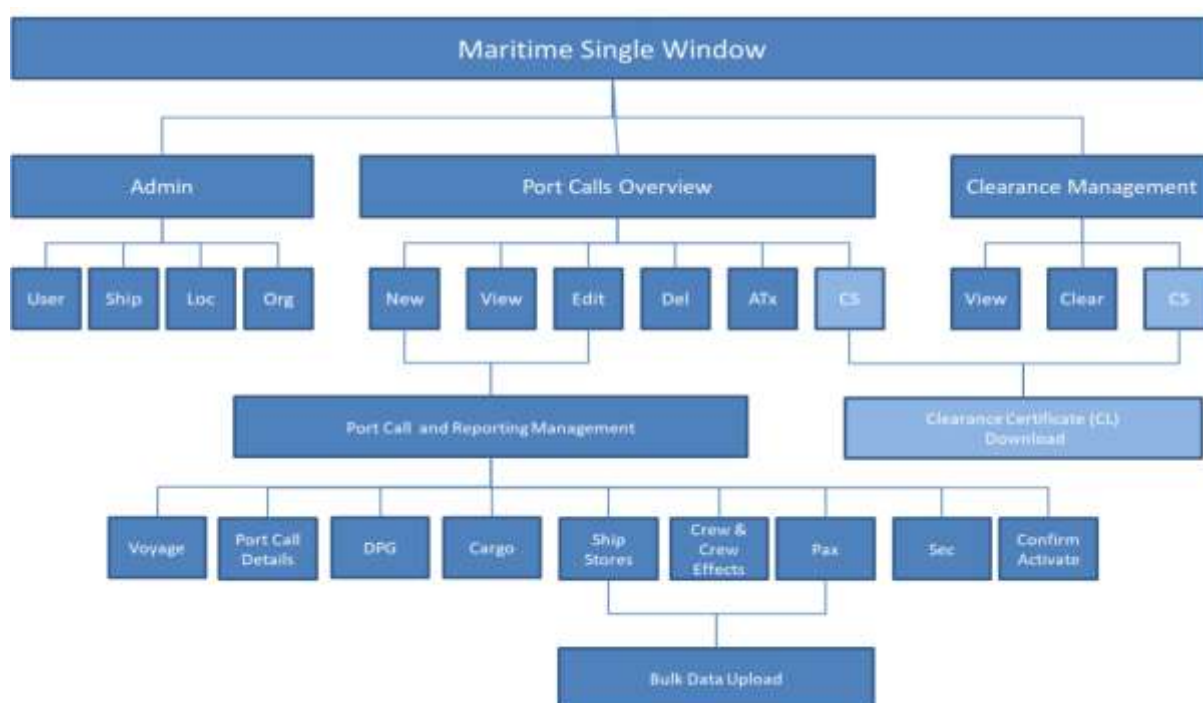 Maritime Single Window
Admin
Port Calls Overview
Clearance Management
User
Ship
Loc
Org
New
View
Edit
Del
ATx
CS
View
Clear
CS
Port Call and Reporting Management
Clearance Certificate (CL)
Download
Voyage
Port Call
Details
DPG
Cargo
Ship
Stores
Crew &
Crew
Effects
Pax
Sec
Confirm
Activate
Bulk Data Upload